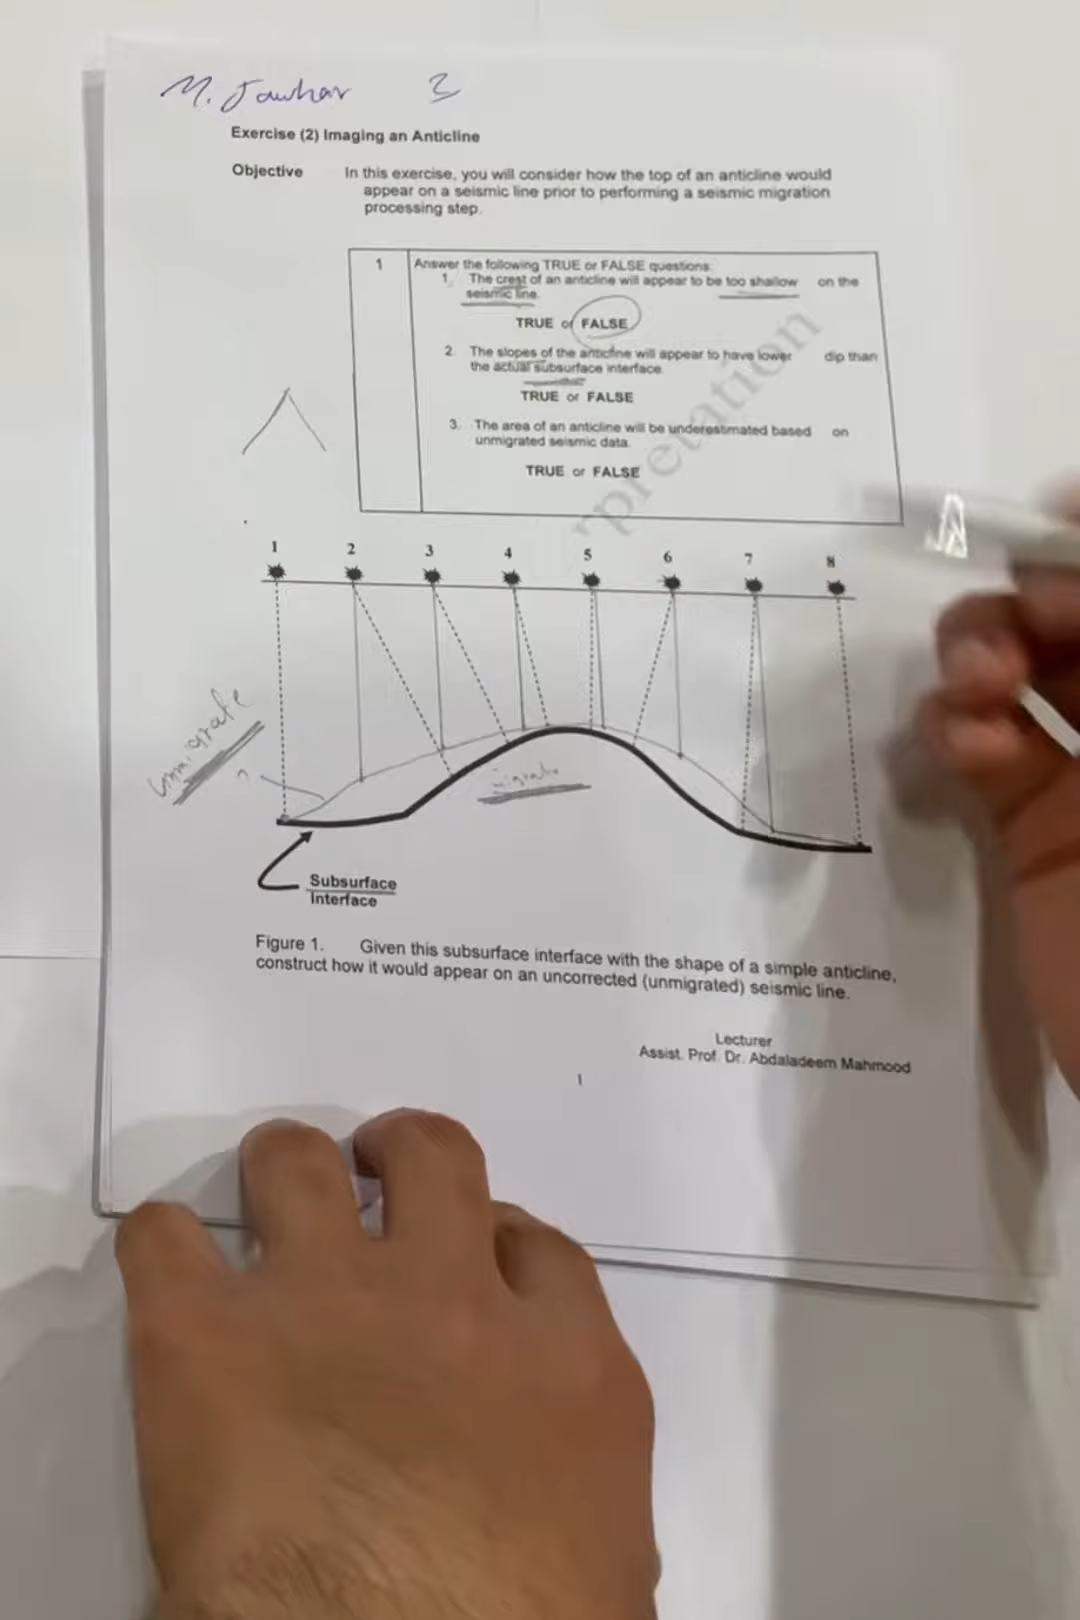 M. Jawhar 3
Exercise (2) Imaging an Anticline
Objective In this exercise, you will consider how the top of an anticline would
appear on a seismic line prior to performing a seismic migration
processing step.
1 Answer the following TRUE or FALSE questions:
1. The crest of an anticline will appear to be too shallow on the
seismic line.
TRUE or FALSE
2. The slopes of the anticline will appear to have lower dip than
the actual subsurface interface.
TRUE or FALSE
3. The area of an anticline will be underestimated based on
unmigrated seismic data.
TRUE or FALSE
rpretation
1 2 3 4 5 6 7 8
unmigrate
migrate
Subsurface
Interface
Figure 1. Given this subsurface interface with the shape of a simple anticline,
construct how it would appear on an uncorrected (unmigrated) seismic line.
Lecturer
Assist. Prof. Dr. Abdaladeem Mahmood
1